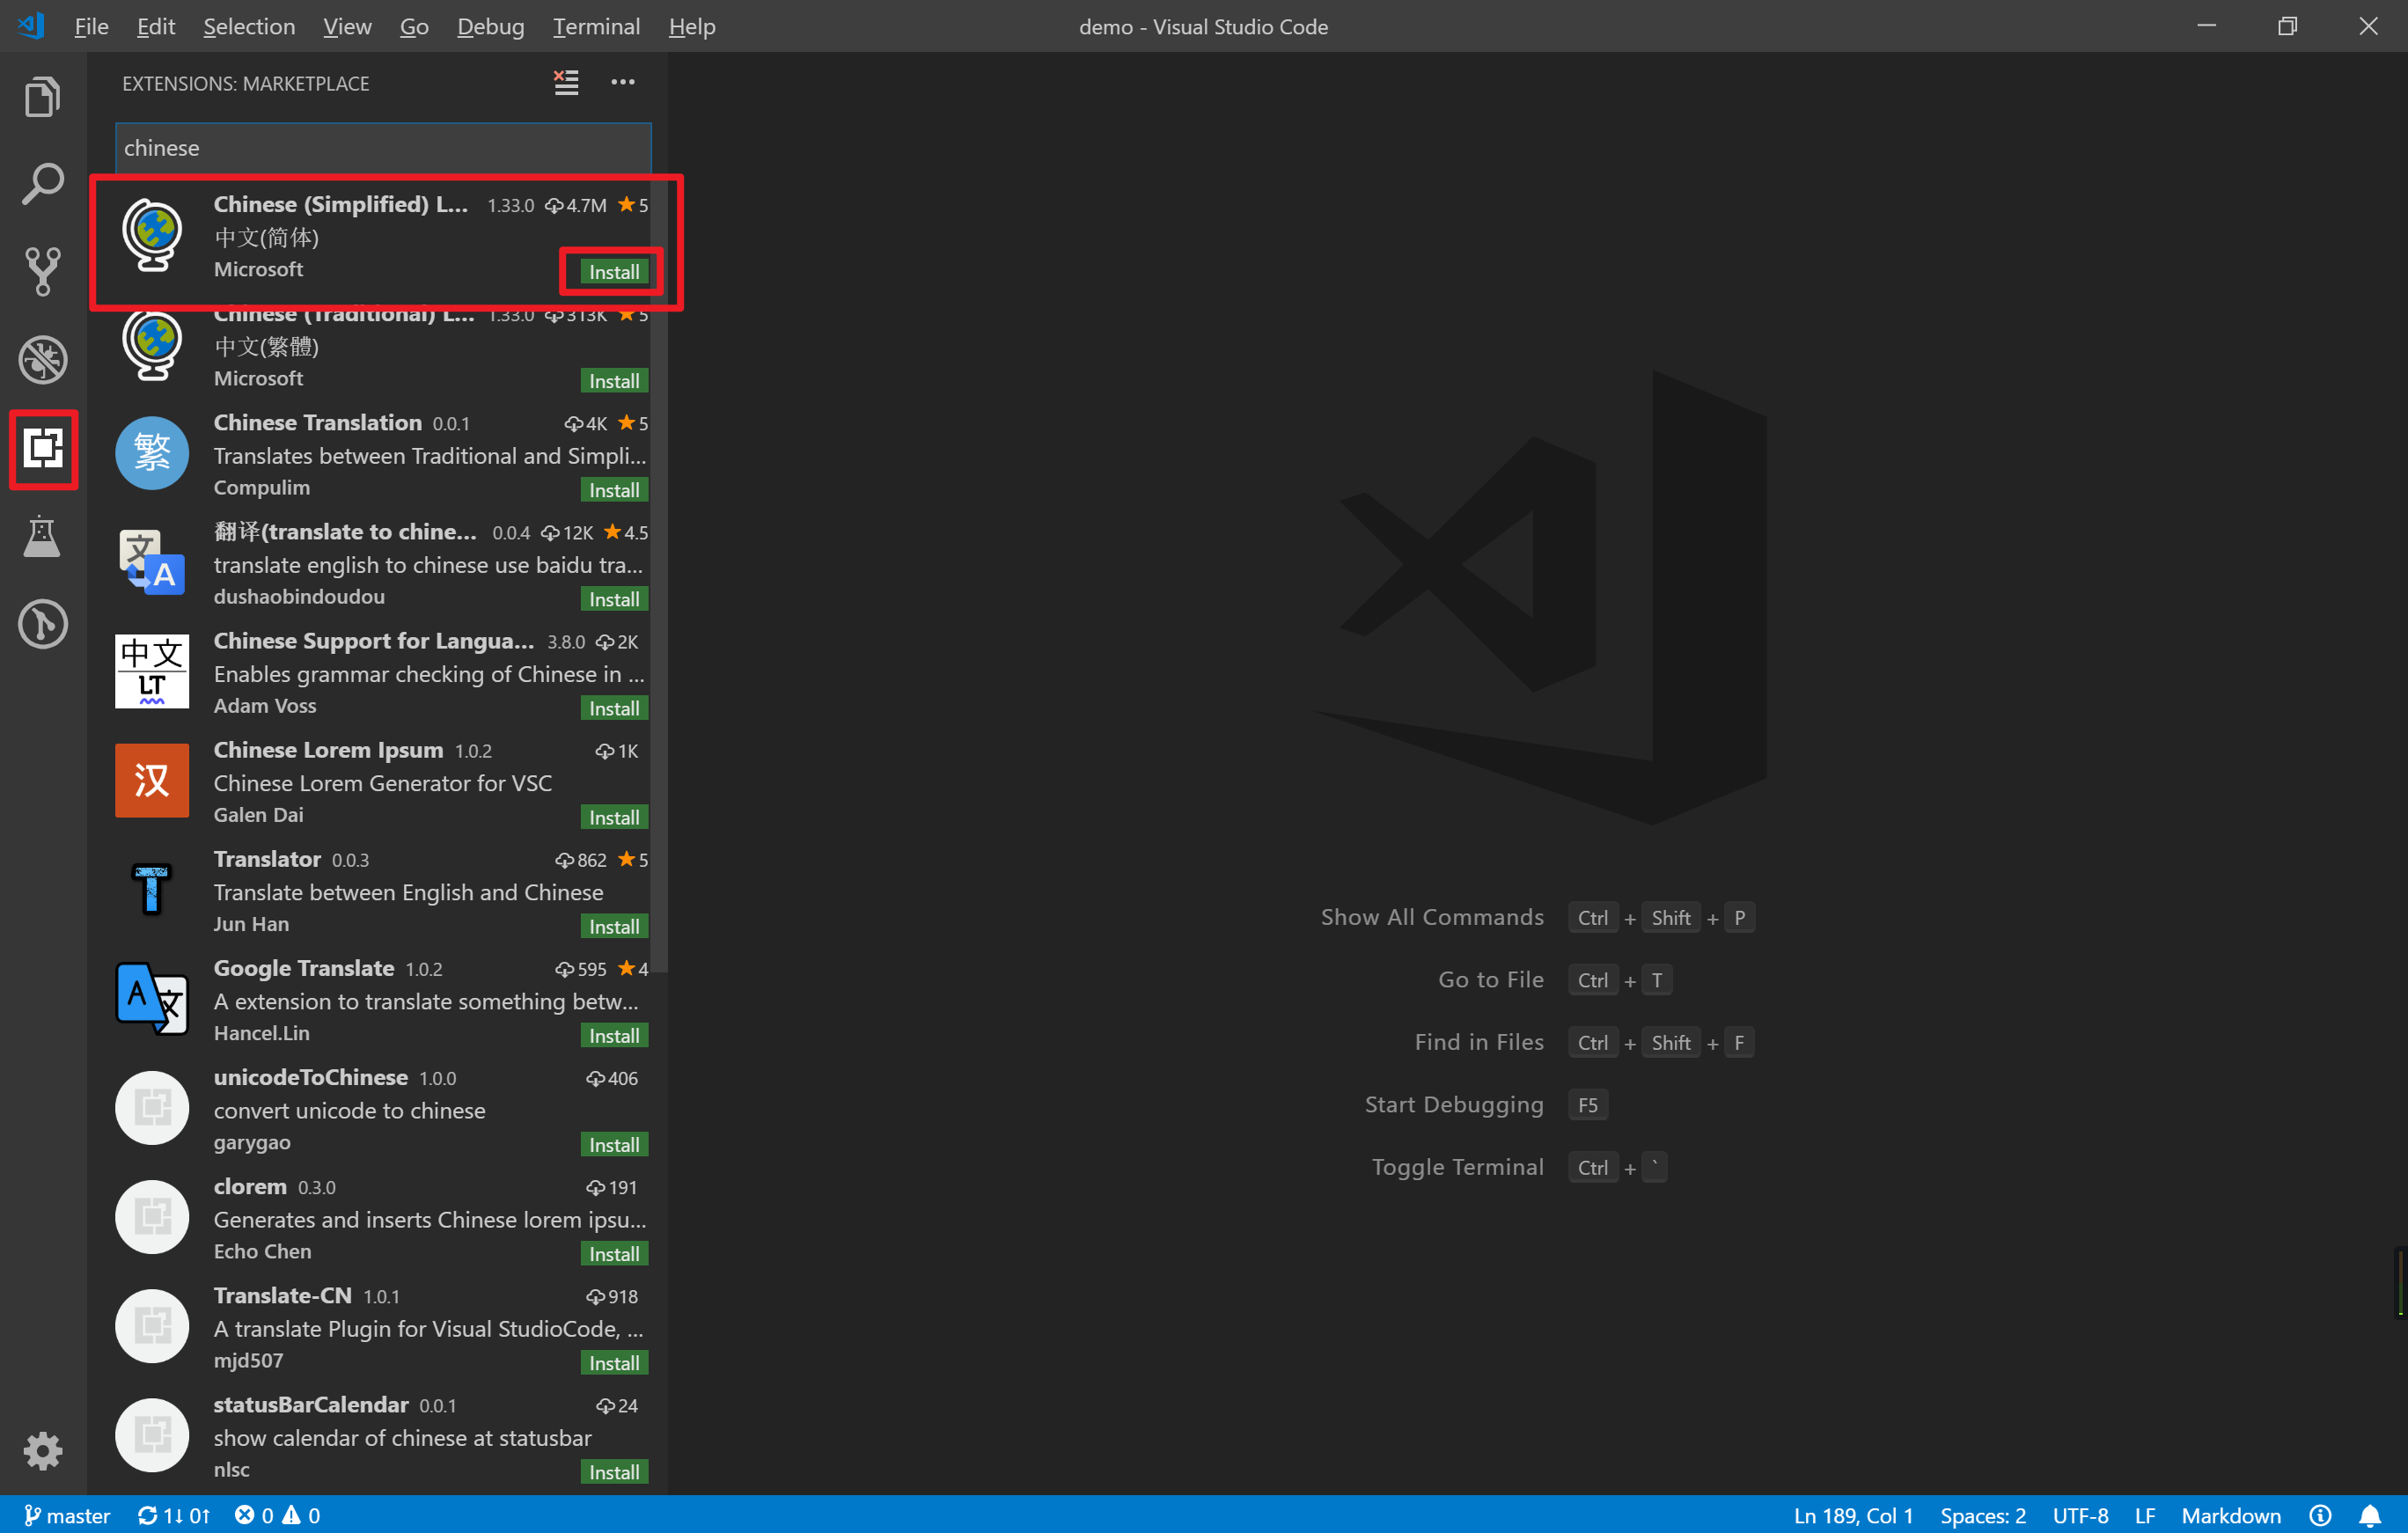 File Edit Selection View Go Debug Terminal Help
demo - Visual Studio Code
EXTENSIONS: MARKETPLACE
chinese
Chinese (Simplified) L... 1.33.0 4.7M 5
中文(简体)
Microsoft
Install
Chinese (Traditional) L... 1.33.0 313K 5
中文(繁體)
Microsoft
Install
繁
Chinese Translation 0.0.1 4K 5
Translates between Traditional and Simpli...
Compulim
Install
文 A
翻译(translate to chine... 0.0.4 12K 4.5
translate english to chinese use baidu tra...
dushaobindoudou
Install
中文
LT
Chinese Support for Langua... 3.8.0 2K
Enables grammar checking of Chinese in ...
Adam Voss
Install
汉
Chinese Lorem Ipsum 1.0.2 1K
Chinese Lorem Generator for VSC
Galen Dai
Install
T
Translator 0.0.3 862 5
Translate between English and Chinese
Jun Han
Install
A 文
Google Translate 1.0.2 595 4
A extension to translate something betw...
Hancel.Lin
Install
unicodeToChinese 1.0.0 406
convert unicode to chinese
garygao
Install
clorem 0.3.0 191
Generates and inserts Chinese lorem ipsu...
Echo Chen
Install
Translate-CN 1.0.1 918
A translate Plugin for Visual StudioCode, ...
mjd507
Install
statusBarCalendar 0.0.1 24
show calendar of chinese at statusbar
nlsc
Install
Show All Commands Ctrl + Shift + P
Go to File Ctrl + T
Find in Files Ctrl + Shift + F
Start Debugging F5
Toggle Terminal Ctrl + `
master 1↓ 0↑ 0 0
Ln 189, Col 1 Spaces: 2 UTF-8 LF Markdown